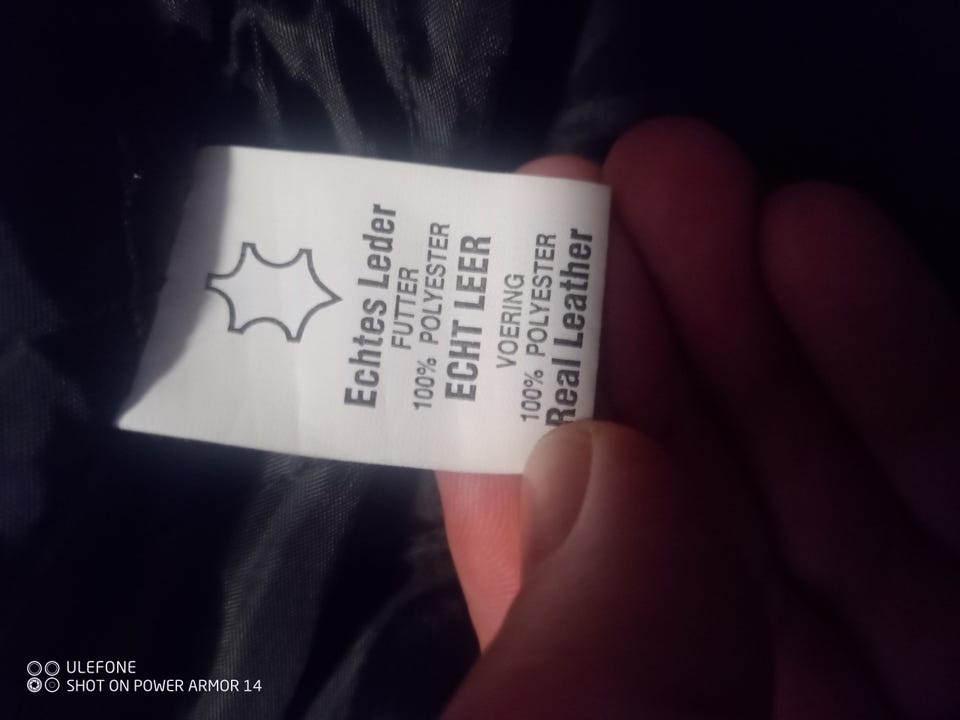 Echtes Leder
FUTTER
100% POLYESTER
ECHT LEER
VOERING
100% POLYESTER
Real Leather
ULEFONE
SHOT ON POWER ARMOR 14